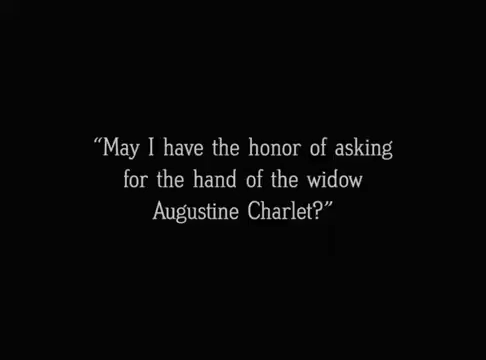 “May I have the honor of asking
for the hand of the widow
Augustine Charlet?”